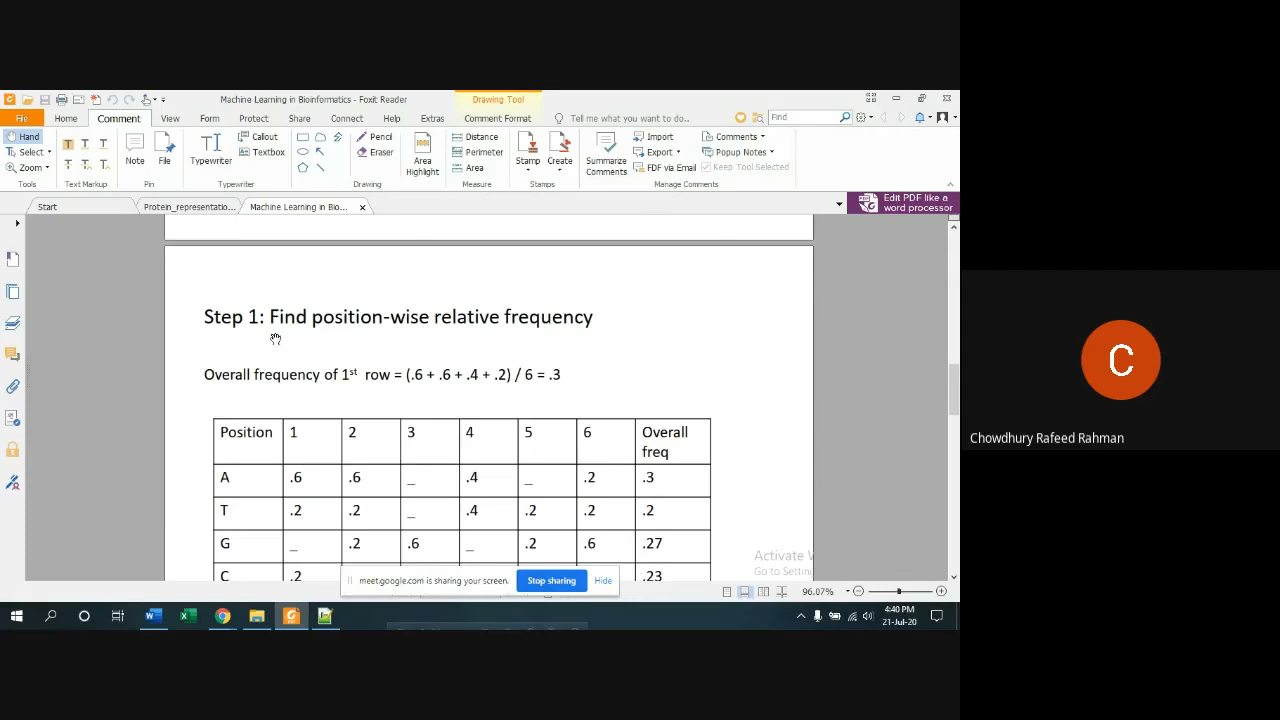 Machine Learning in Bioinformatics - Foxit Reader
Drawing Tool
File Home Comment View Form Protect Share Connect Help Extras Comment Format Tell me what you want to do.. Find
Hand
Select
Zoom
Tools
T T T
T T T
Text Markup
Note
File
Pin
Typewriter
Callout
Textbox
Typewriter
Pencil
Eraser
Drawing
Area
Highlight
Distance
Perimeter
Area
Measure
Stamp
Create
Stamps
Summarize
Comments
Import
Export
FDF via Email
Comments
Popup Notes
Keep Tool Selected
Manage Comments
Start
Protein_representatio...
Machine Learning in Bio...
Edit PDF like a
word processor
Step 1: Find position-wise relative frequency
Overall frequency of 1st row = (.6 + .6 + .4 + .2) / 6 = .3
Position 1 2 3 4 5 6 Overall
freq
A .6 .6 _ .4 _ .2 .3
T .2 .2 _ .4 .2 .2 .2
G _ .2 .6 _ .2 .6 .27
C .2 .23
Activate W
Go to Setting
meet.google.com is sharing your screen.
Stop sharing
Hide
96.07%
4:40 PM
21-Jul-20
C
Chowdhury Rafeed Rahman